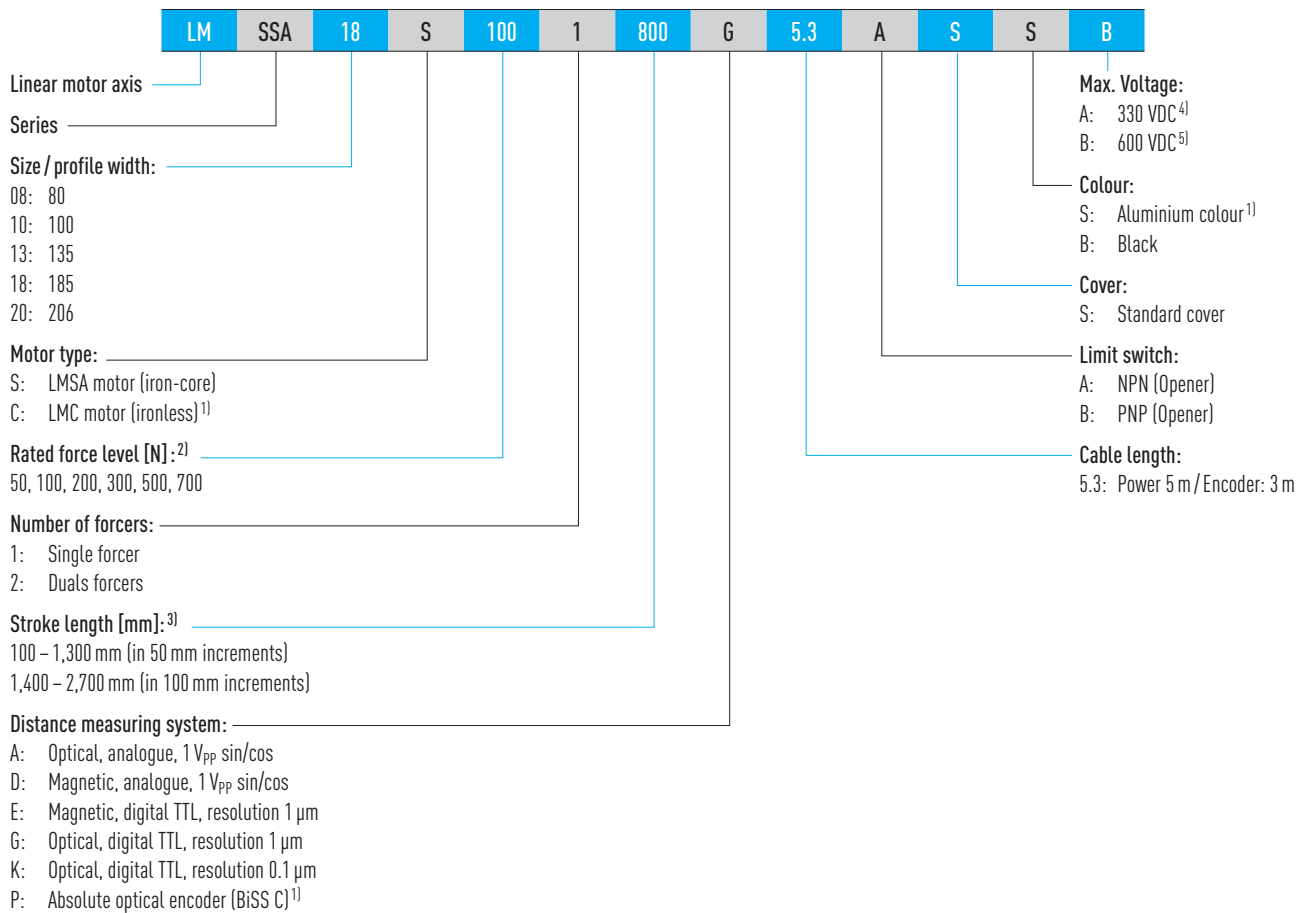 LM SSA 18 S 100 1 800 G 5.3 A S S B
Linear motor axis
Series
Size / profile width:
08: 80
10: 100
13: 135
18: 185
20: 206
Motor type:
S: LMSA motor (iron-core)
C: LMC motor (ironless) 1)
Rated force level [N] : 2)
50, 100, 200, 300, 500, 700
Number of forcers:
1: Single forcer
2: Duals forcers
Stroke length [mm]: 3)
100 – 1,300 mm (in 50 mm increments)
1,400 – 2,700 mm (in 100 mm increments)
Distance measuring system:
A: Optical, analogue, 1 VPP sin/cos
D: Magnetic, analogue, 1 VPP sin/cos
E: Magnetic, digital TTL, resolution 1 µm
G: Optical, digital TTL, resolution 1 µm
K: Optical, digital TTL, resolution 0.1 µm
P: Absolute optical encoder (BiSS C) 1)
Max. Voltage:
A: 330 VDC 4)
B: 600 VDC 5)
Colour:
S: Aluminium colour 1)
B: Black
Cover:
S: Standard cover
Limit switch:
A: NPN (Opener)
B: PNP (Opener)
Cable length:
5.3: Power 5 m / Encoder: 3 m